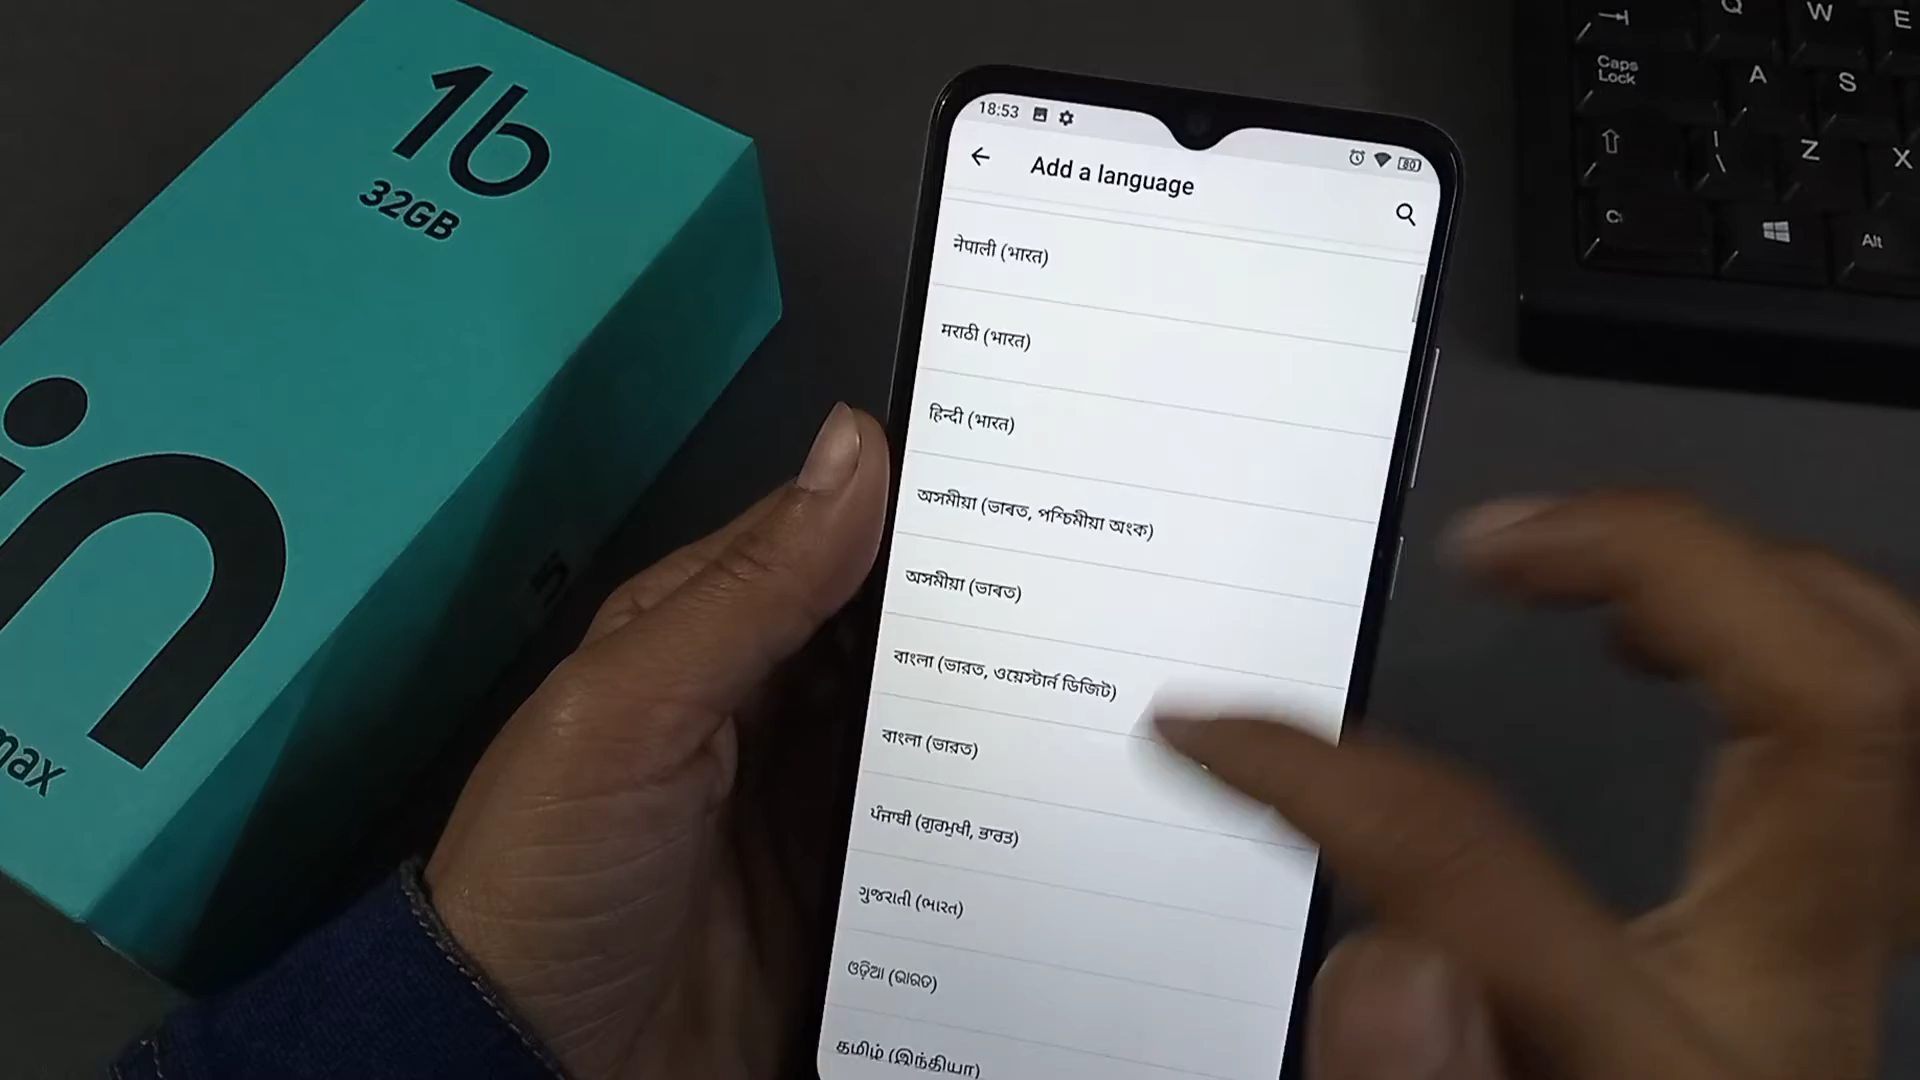 1b
32GB
in
max
18:53
80
Add a language
नेपाली (भारत)
मराठी (भारत)
हिन्दी (भारत)
অসমীয়া (ভাৰত, পশ্চিমীয়া অংক)
অসমীয়া (ভাৰত)
বাংলা (ভারত, ওয়েস্টার্ন ডিজিট)
বাংলা (ভারত)
ਪੰਜਾਬੀ (ਗੁਰਮੁਖੀ, ਭਾਰਤ)
ગુજરાતી (ભારત)
ଓଡ଼ିଆ (ଭାରତ)
தமிழ் (இந்தியா)
Q W E
Caps Lock
A S
\ Z X
Alt